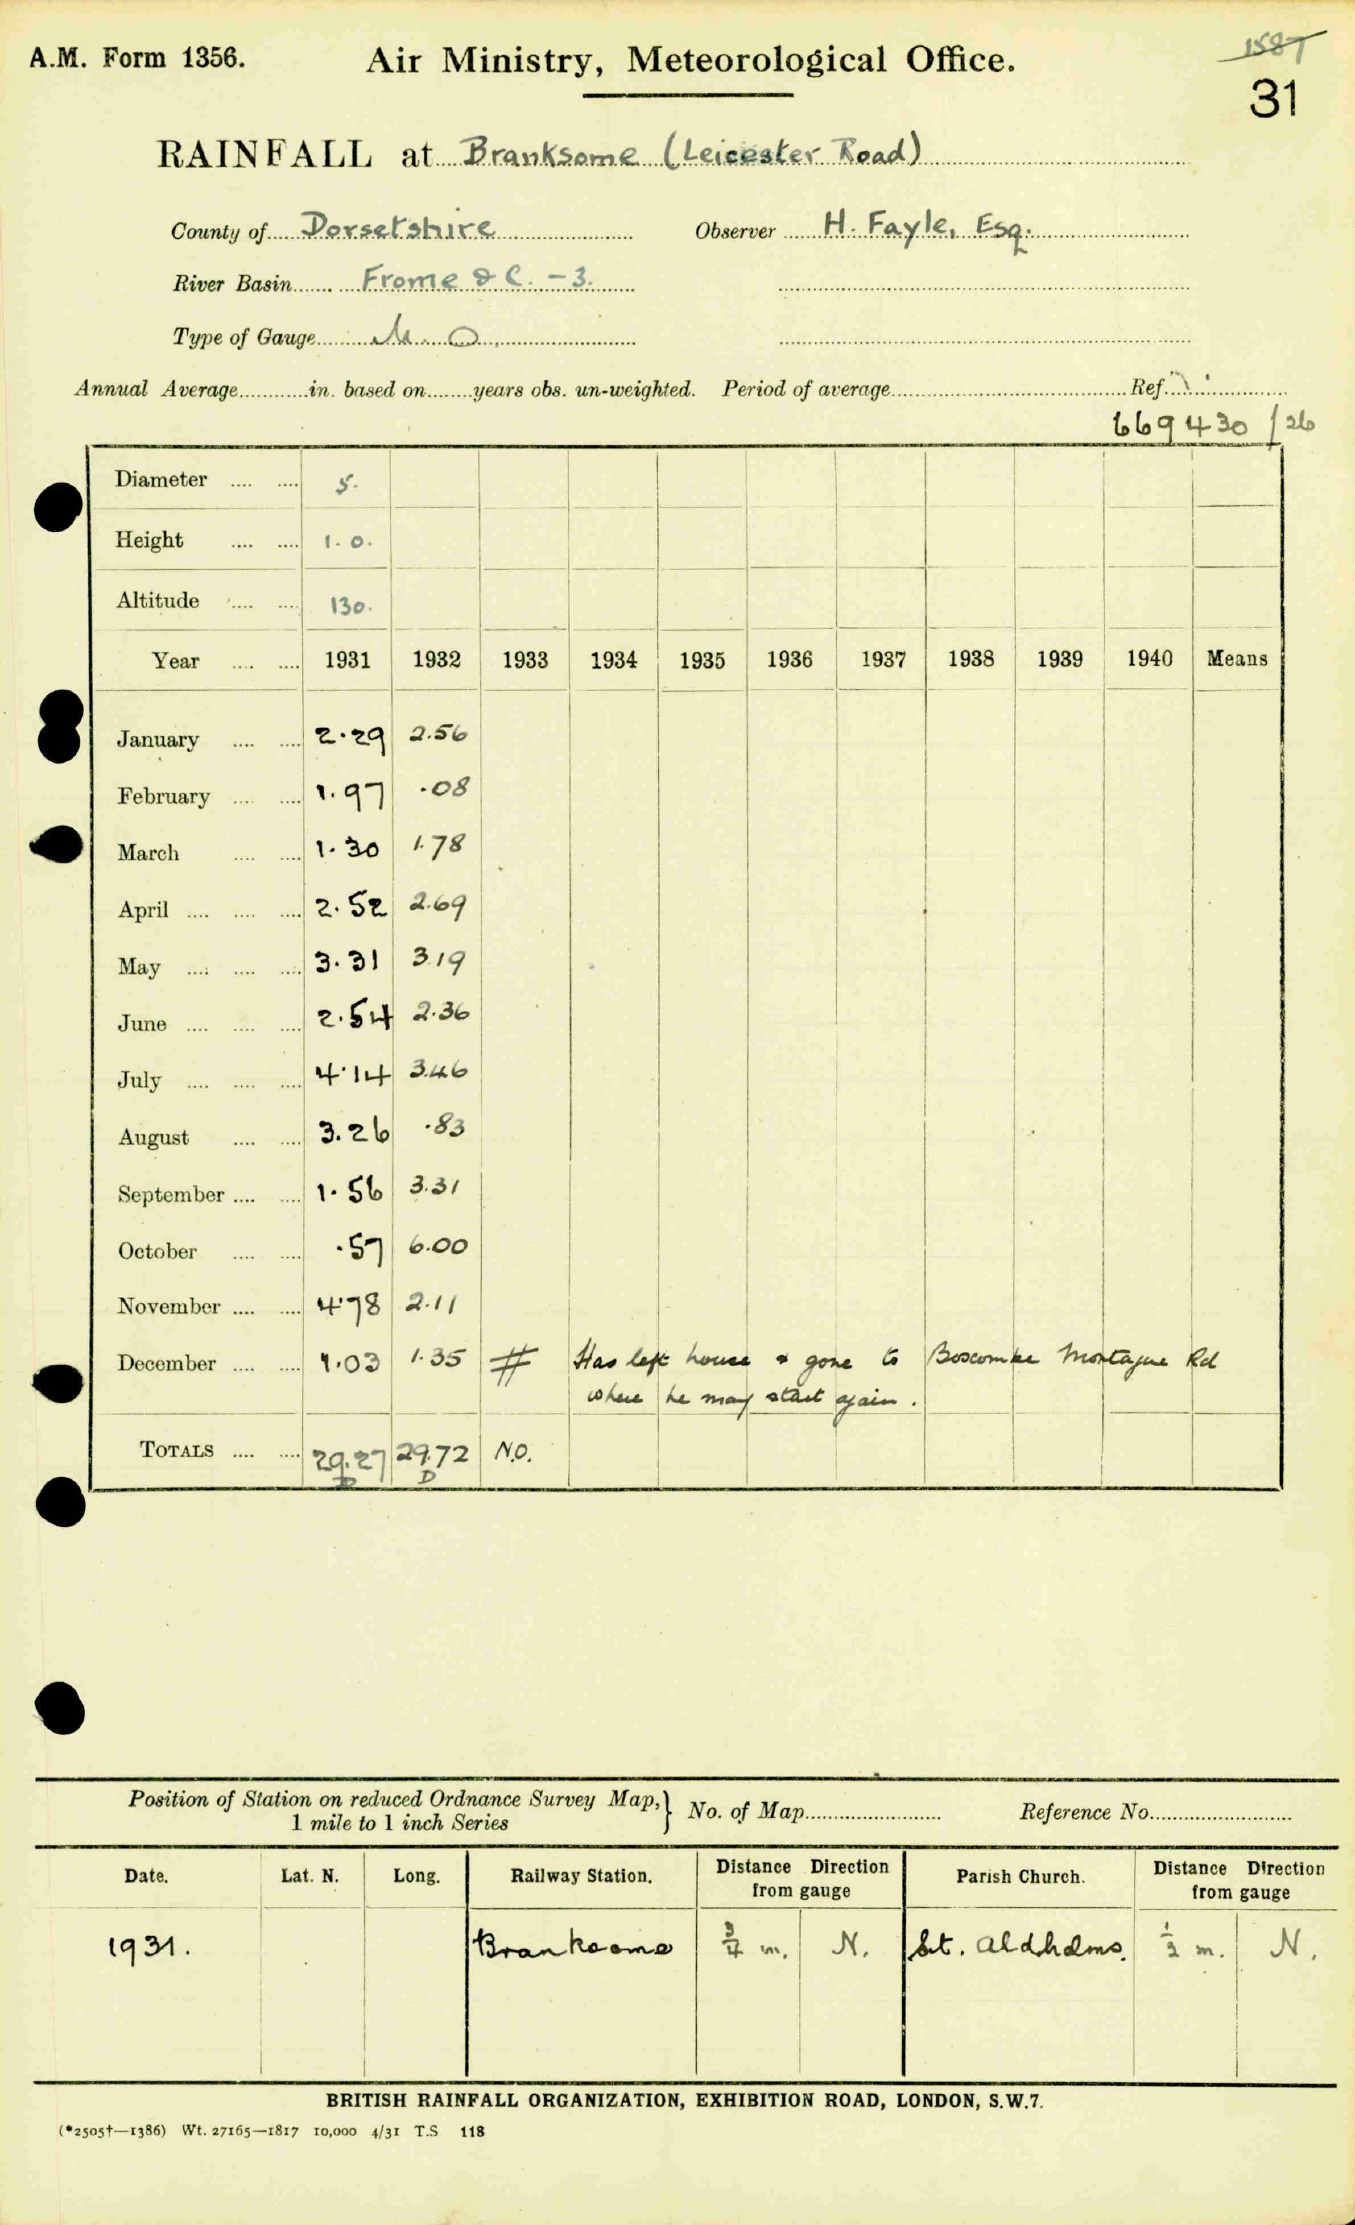 A.M. Form 1356.
Air Ministry, Meteorological Office.
1587
31
RAINFALL at Branksome (Leicester Road)
County of Dorsetshire Observer H. Fayle, Esq.
River Basin Frome & C. - 3.
Type of Gauge M. O.
Annual Average in. based on years obs. un-weighted. Period of average Ref.
669430 / 26
Diameter 5.
Height 1. 0.
Altitude 130.
Year 1931 1932 1933 1934 1935 1936 1937 1938 1939 1940 Means
January 2.29 2.56
February 1.97 .08
March 1.30 1.78
April 2.52 2.69
May 3.31 3.19
June 2.54 2.36
July 4.14 3.46
August 3.26 .83
September 1.56 3.31
October .57 6.00
November 4.78 2.11
December 1.03 1.35 # Has left house & gone to Boscombe Montague Rd
where he may start again.
TOTALS 29.27 29.72 N.O.
D D
Position of Station on reduced Ordnance Survey Map,} No. of Map Reference No.
1 mile to 1 inch Series
Date. Lat. N. Long. Railway Station. Distance Direction from gauge Parish Church. Distance Direction from gauge
1931. Branksome 3/4 m. N. St. Aldhelms. 1/2 m. N.
BRITISH RAINFALL ORGANIZATION, EXHIBITION ROAD, LONDON, S.W.7.
(*2505†—1386) Wt. 27165—1817 10,000 4/31 T.S 118